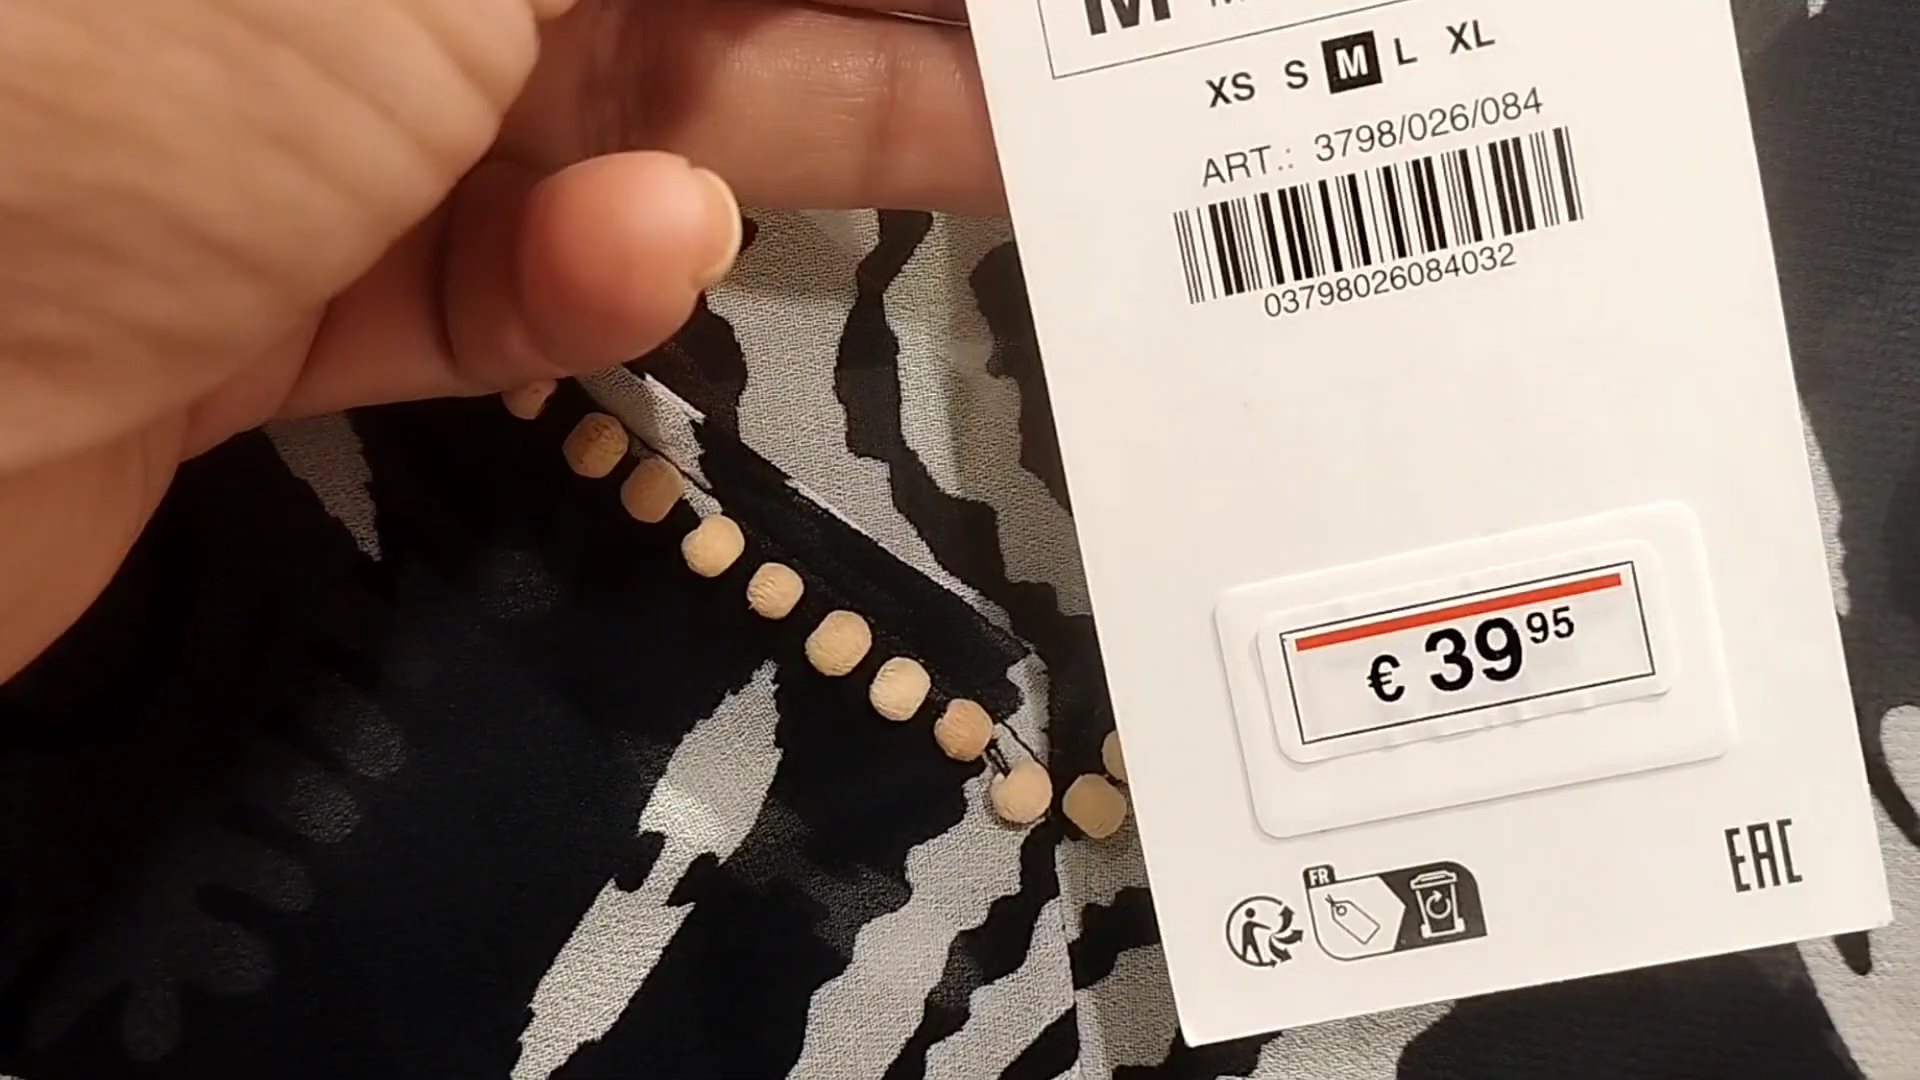 M
XS S M L XL
ART.: 3798/026/084
03798026084032
€ 39 95
FR
EAC